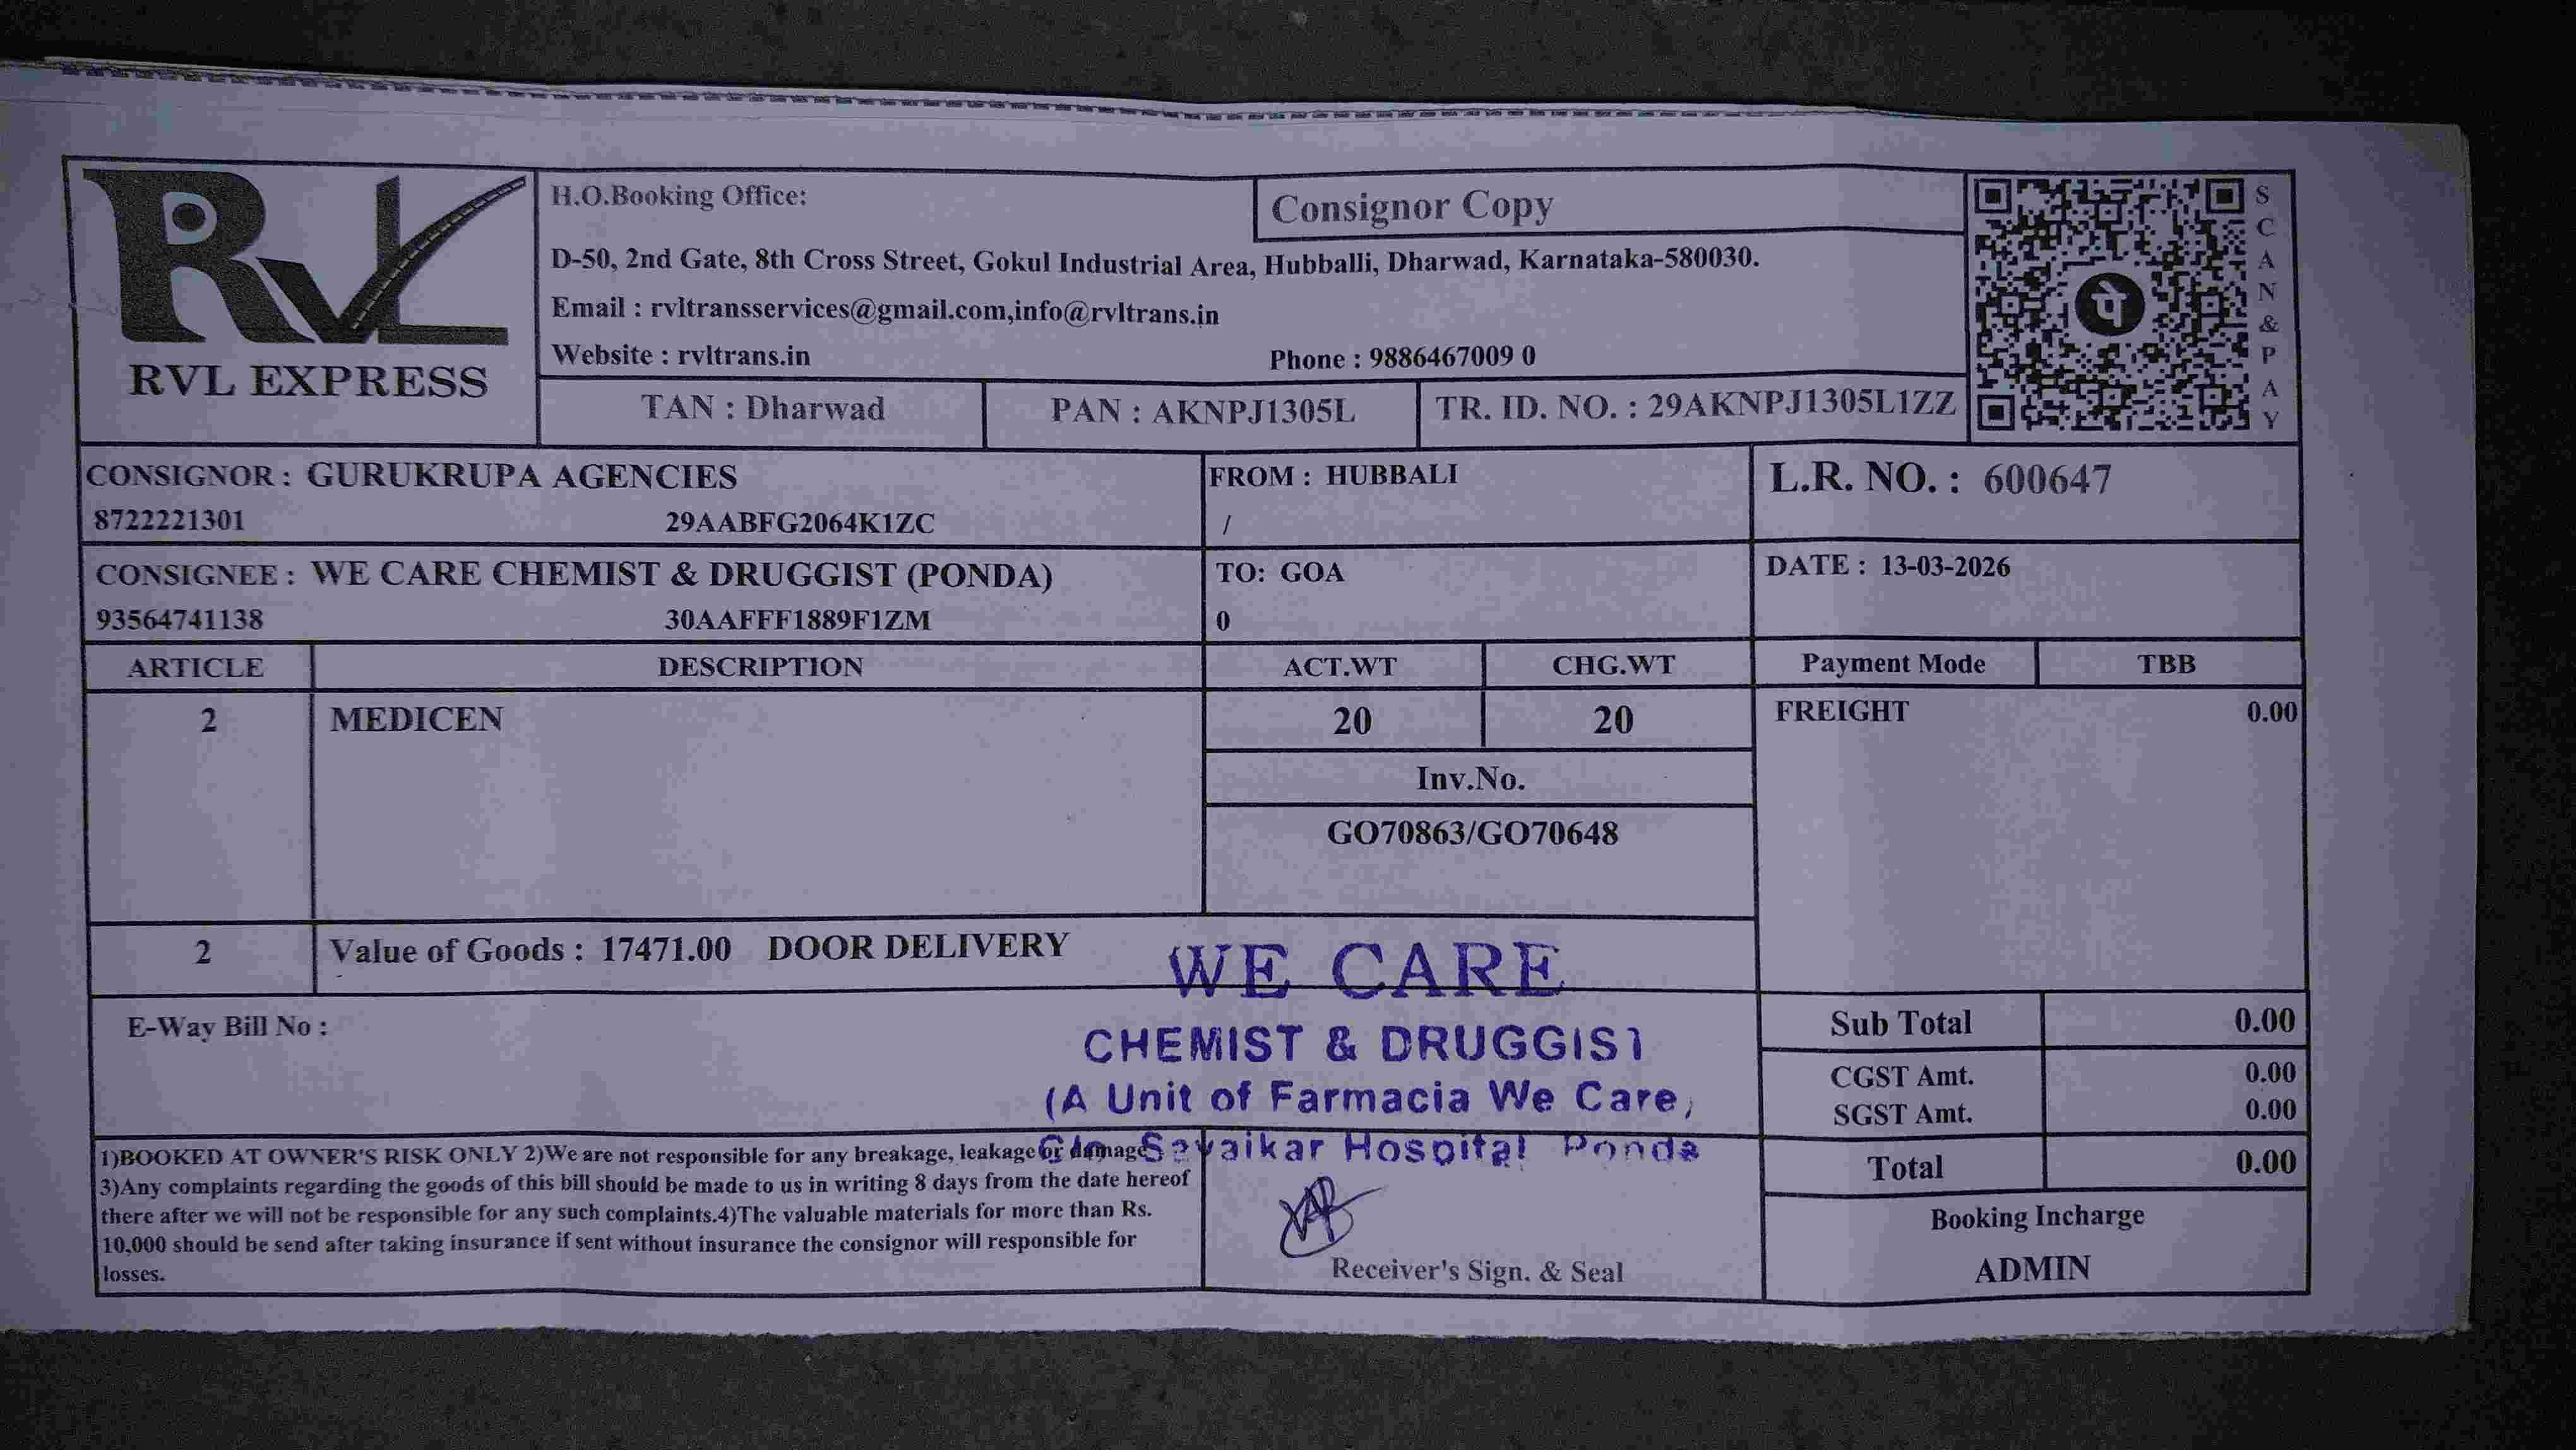 RVL
RVL EXPRESS
H.O.Booking Office:
Consignor Copy
D-50, 2nd Gate, 8th Cross Street, Gokul Industrial Area, Hubballi, Dharwad, Karnataka-580030.
Email : rvltransservices@gmail.com,info@rvltrans.in
Website : rvltrans.in Phone : 9886467009 0
TAN : Dharwad PAN : AKNPJ1305L TR. ID. NO. : 29AKNPJ1305L1ZZ
पे
SCAN&PAY
CONSIGNOR : GURUKRUPA AGENCIES FROM : HUBBALI L.R. NO. : 600647
8722221301 29AABFG2064K1ZC /
CONSIGNEE : WE CARE CHEMIST & DRUGGIST (PONDA) TO: GOA DATE : 13-03-2026
93564741138 30AAFFF1889F1ZM 0
ARTICLE DESCRIPTION ACT.WT CHG.WT Payment Mode TBB
2 MEDICEN 20 20 FREIGHT 0.00
Inv.No.
GO70863/GO70648
2 Value of Goods : 17471.00 DOOR DELIVERY
WE CARE
CHEMIST & DRUGGIST
(A Unit of Farmacia We Care)
C/o Savaikar Hospital Ponda
E-Way Bill No :
Sub Total 0.00
CGST Amt. 0.00
SGST Amt. 0.00
Total 0.00
1)BOOKED AT OWNER'S RISK ONLY 2)We are not responsible for any breakage, leakage or damage
3)Any complaints regarding the goods of this bill should be made to us in writing 8 days from the date hereof
there after we will not be responsible for any such complaints.4)The valuable materials for more than Rs.
10,000 should be send after taking insurance if sent without insurance the consignor will responsible for
losses.
Receiver's Sign. & Seal
Booking Incharge
ADMIN